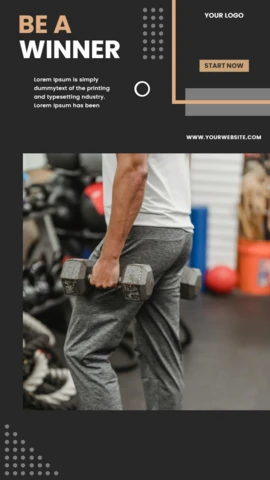 BE A
WINNER
Lorem Ipsum is simply
dummytext of the printing
and typesetting ndustry.
Lorem Ipsum has been
YOUR LOGO
START NOW
WWW.YOURWEBSITE.COM